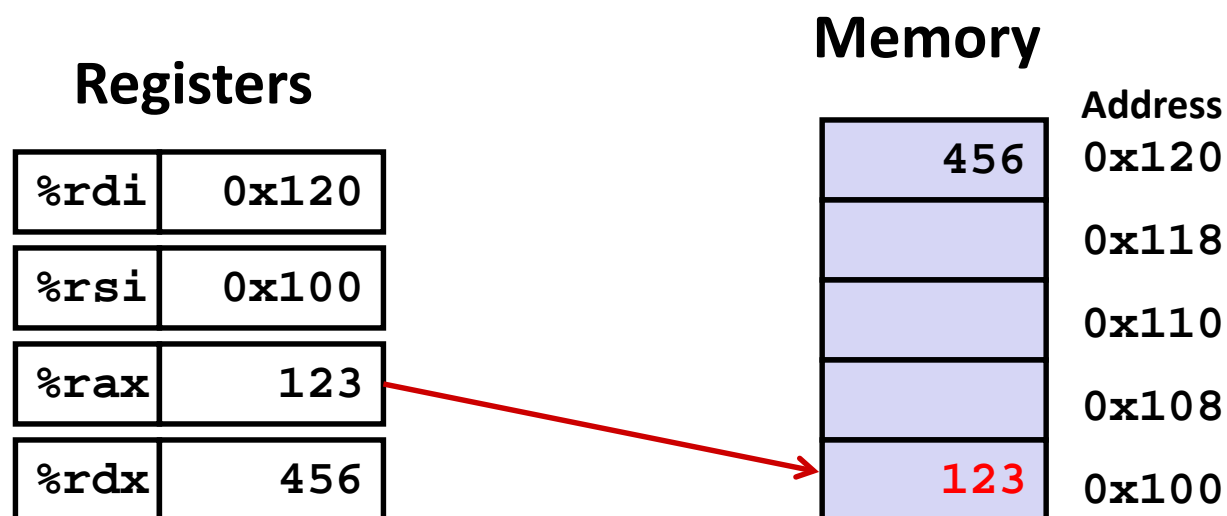 Memory
Registers
Address
%rdi 0x120
%rsi 0x100
%rax 123
%rdx 456
456 0x120
0x118
0x110
0x108
123 0x100